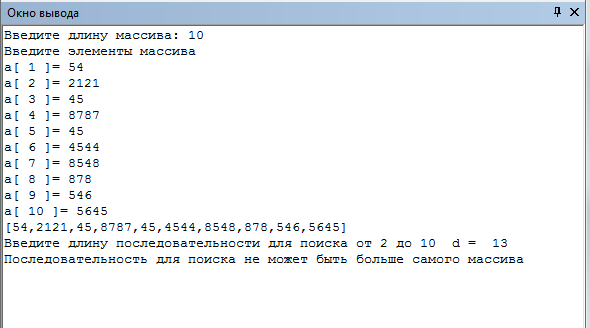 Окно вывода
Введите длину массива: 10
Введите элементы массива
a[ 1 ]= 54
a[ 2 ]= 2121
a[ 3 ]= 45
a[ 4 ]= 8787
a[ 5 ]= 45
a[ 6 ]= 4544
a[ 7 ]= 8548
a[ 8 ]= 878
a[ 9 ]= 546
a[ 10 ]= 5645
[54,2121,45,8787,45,4544,8548,878,546,5645]
Введите длину последовательности для поиска от 2 до 10  d =  13
Последовательность для поиска не может быть больше самого массива